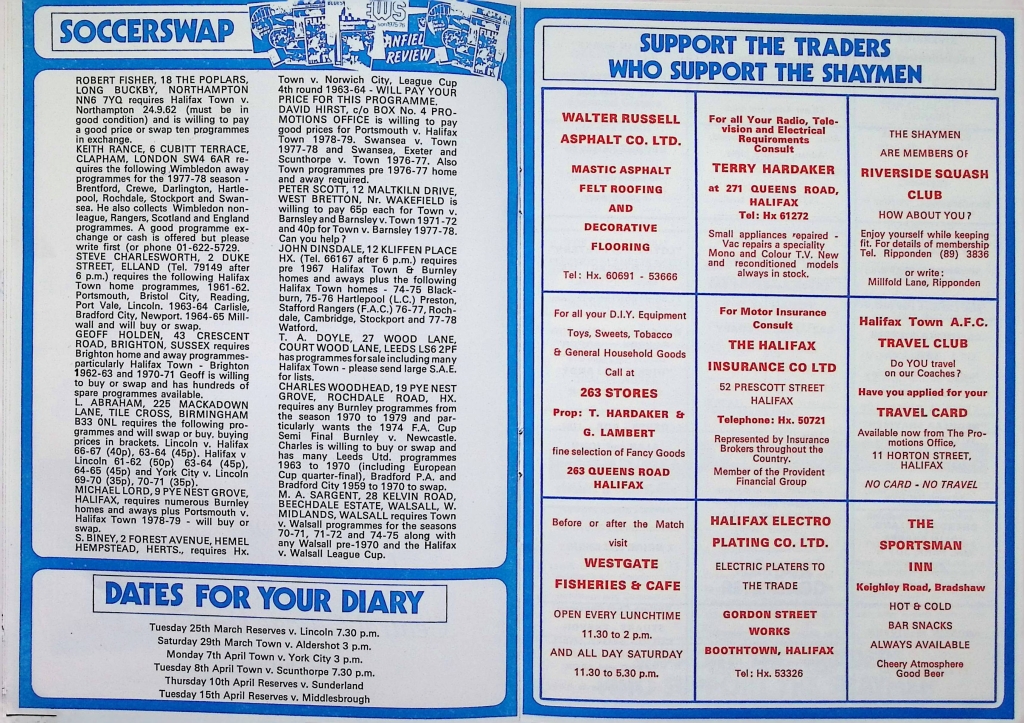 SOCCERSWAP
EWS
ANFIEL
REVIEW
ROBERT FISHER, 18 THE POPLARS,
LONG BUCKBY, NORTHAMPTON
NN6 7YQ requires Halifax Town v.
Northampton 24.9.62 (must be in
good condition) and is willing to pay
a good price or swap ten programmes
in exchange.
KEITH RANCE, 6 CUBITT TERRACE,
CLAPHAM, LONDON SW4 6AR re-
quires the following Wimbledon away
programmes for the 1977-78 season -
Brentford, Crewe, Darlington, Hartle-
pool, Rochdale, Stockport and Swan-
sea. He also collects Wimbledon non-
league, Rangers, Scotland and England
programmes. A good programme ex-
change or cash is offered but please
write first (or phone 01-622-5729.
STEVE CHARLESWORTH, 2 DUKE
STREET, ELLAND (Tel. 79149 after
6 p.m.) requires the following Halifax
Town home programmes, 1961-62.
Portsmouth, Bristol City, Reading,
Port Vale, Lincoln. 1963-64 Carlisle,
Bradford City, Newport. 1964-65 Mill-
wall and will buy or swap.
GEOFF HOLDEN, 43 CRESCENT
ROAD, BRIGHTON, SUSSEX requires
Brighton home and away programmes-
particularly Halifax Town - Brighton
1962-63 and 1970-71 Geoff is willing
to buy or swap and has hundreds of
spare programmes available.
L. ABRAHAM, 225 MACKADOWN
LANE, TILE CROSS, BIRMINGHAM
B33 0NL requires the following pro-
grammes and will swap or buy. buying
prices in brackets. Lincoln v. Halifax
66-67 (40p), 63-64 (45p). Halifax v
Lincoln 61-62 (50p) 63-64 (45p),
64-65 (45p) and York City v. Lincoln
69-70 (35p), 70-71 (35p).
MICHAEL LORD, 9 PYE NEST GROVE,
HALIFAX, requires numerous Burnley
homes and aways plus Portsmouth v.
Halifax Town 1978-79 - will buy or
swap.
S. BINEY, 2 FOREST AVENUE, HEMEL
HEMPSTEAD, HERTS., requires Hx.
Town v. Norwich City, League Cup
4th round 1963-64 - WILL PAY YOUR
PRICE FOR THIS PROGRAMME.
DAVID HIRST, c/o BOX No. 4 PRO-
MOTIONS OFFICE is willing to pay
good prices for Portsmouth v. Halifax
Town 1978-79. Swansea v. Town
1977-78 and Swansea, Exeter and
Scunthorpe v. Town 1976-77. Also
Town programmes pre 1976-77 home
and away required.
PETER SCOTT, 12 MALTKILN DRIVE,
WEST BRETTON, Nr. WAKEFIELD is
willing to pay 65p each for Town v.
Barnsley and Barnsley v. Town 1971-72
and 40p for Town v. Barnsley 1977-78.
Can you help?
JOHN DINSDALE, 12 KLIFFEN PLACE
HX. (Tel. 66167 after 6 p.m.) requires
pre 1967 Halifax Town & Burnley
homes and aways plus the following
Halifax Town homes - 74-75 Black-
burn, 75-76 Hartlepool (L.C.) Preston,
Stafford Rangers (F.A.C.) 76-77, Roch-
dale, Cambridge, Stockport and 77-78
Watford.
T. A. DOYLE, 27 WOOD LANE,
COURT WOOD LANE, LEEDS LS6 2PF
has programmes for sale including many
Halifax Town - please send large S.A.E.
for lists.
CHARLES WOODHEAD, 19 PYE NEST
GROVE, ROCHDALE ROAD, HX.
requires any Burnley programmes from
the season 1970 to 1979 and par-
ticularly wants the 1974 F.A. Cup
Semi Final Burnley v. Newcastle.
Charles is willing to buy or swap and
has many Leeds Utd. programmes
1963 to 1970 (including European
Cup quarter-final), Bradford P.A. and
Bradford City 1959 to 1970 to swap.
M. A. SARGENT, 28 KELVIN ROAD,
BEECHDALE ESTATE, WALSALL, W.
MIDLANDS, WALSALL requires Town
v. Walsall programmes for the seasons
70-71, 71-72 and 74-75 along with
any Walsall pre-1970 and the Halifax
v. Walsall League Cup.
DATES FOR YOUR DIARY
Tuesday 25th March Reserves v. Lincoln 7.30 p.m.
Saturday 29th March Town v. Aldershot 3 p.m.
Monday 7th April Town v. York City 3 p.m.
Tuesday 8th April Town v. Scunthorpe 7.30 p.m.
Thursday 10th April Reserves v. Sunderland
Tuesday 15th April Reserves v. Middlesbrough
SUPPORT THE TRADERS
WHO SUPPORT THE SHAYMEN
WALTER RUSSELL
ASPHALT CO. LTD.
MASTIC ASPHALT
FELT ROOFING
AND
DECORATIVE
FLOORING
Tel: Hx. 60691 - 53666
For all Your Radio, Tele-
vision and Electrical
Requirements
Consult
TERRY HARDAKER
at 271 QUEENS ROAD,
HALIFAX
Tel: Hx 61272
Small appliances repaired -
Vac repairs a speciality
Mono and Colour T.V. New
and reconditioned models
always in stock.
THE SHAYMEN
ARE MEMBERS OF
RIVERSIDE SQUASH
CLUB
HOW ABOUT YOU?
Enjoy yourself while keeping
fit. For details of membership
Tel. Ripponden (89) 3836
or write:
Millfold Lane, Ripponden
For all your D.I.Y. Equipment
Toys, Sweets, Tobacco
& General Household Goods
Call at
263 STORES
Prop: T. HARDAKER &
G. LAMBERT
fine selection of Fancy Goods
263 QUEENS ROAD
HALIFAX
For Motor Insurance
Consult
THE HALIFAX
INSURANCE CO LTD
52 PRESCOTT STREET
HALIFAX
Telephone: Hx. 50721
Represented by Insurance
Brokers throughout the
Country.
Member of the Provident
Financial Group
Halifax Town A.F.C.
TRAVEL CLUB
Do YOU travel
on our Coaches?
Have you applied for your
TRAVEL CARD
Available now from The Pro-
motions Office,
11 HORTON STREET,
HALIFAX
NO CARD - NO TRAVEL
Before or after the Match
visit
WESTGATE
FISHERIES & CAFE
OPEN EVERY LUNCHTIME
11.30 to 2 p.m.
AND ALL DAY SATURDAY
11.30 to 5.30 p.m.
HALIFAX ELECTRO
PLATING CO. LTD.
ELECTRIC PLATERS TO
THE TRADE
GORDON STREET
WORKS
BOOTHTOWN, HALIFAX
Tel: Hx. 53326
THE
SPORTSMAN
INN
Keighley Road, Bradshaw
HOT & COLD
BAR SNACKS
ALWAYS AVAILABLE
Cheery Atmosphere
Good Beer